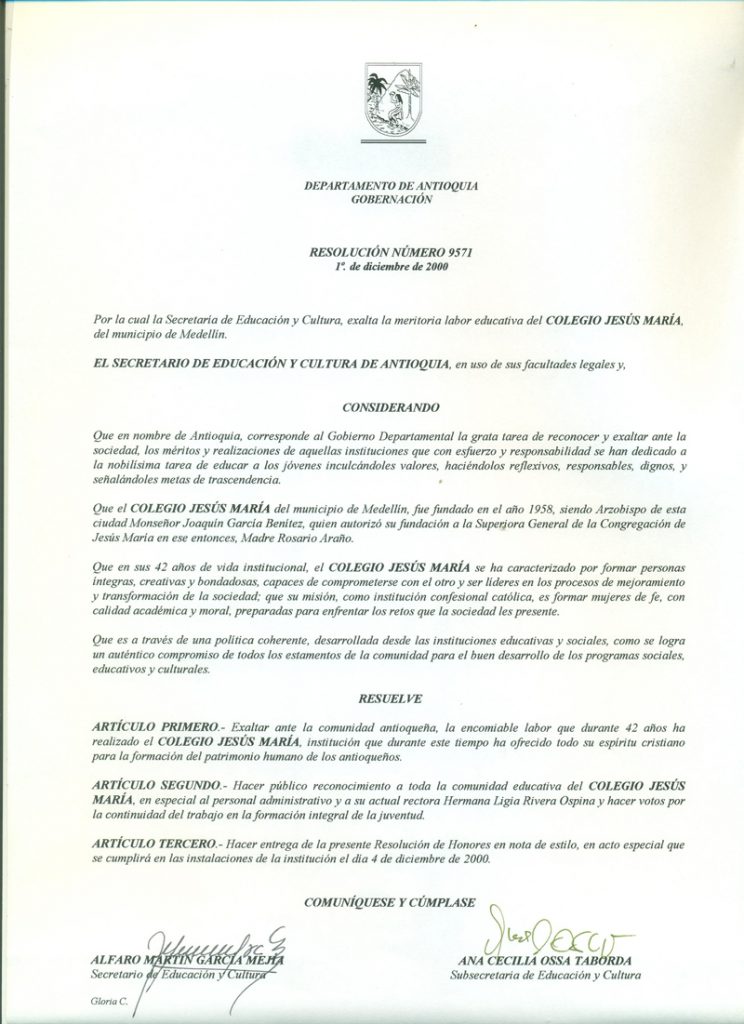 DEPARTAMENTO DE ANTIOQUIA
GOBERNACIÓN
RESOLUCIÓN NÚMERO 9571
1º. de diciembre de 2000
Por la cual la Secretaría de Educación y Cultura, exalta la meritoria labor educativa del COLEGIO JESÚS MARÍA,
del municipio de Medellín.
EL SECRETARIO DE EDUCACIÓN Y CULTURA DE ANTIOQUIA, en uso de sus facultades legales y,
CONSIDERANDO
Que en nombre de Antioquia, corresponde al Gobierno Departamental la grata tarea de reconocer y exaltar ante la
sociedad, los méritos y realizaciones de aquellas instituciones que con esfuerzo y responsabilidad se han dedicado a
la nobilísima tarea de educar a los jóvenes inculcándoles valores, haciéndolos reflexivos, responsables, dignos, y
señalándoles metas de trascendencia.
Que el COLEGIO JESÚS MARÍA del municipio de Medellín, fue fundado en el año 1958, siendo Arzobispo de esta
ciudad Monseñor Joaquín García Benítez, quien autorizó su fundación a la Superiora General de la Congregación de
Jesús María en ese entonces, Madre Rosario Araño.
Que en sus 42 años de vida institucional, el COLEGIO JESÚS MARÍA se ha caracterizado por formar personas
íntegras, creativas y bondadosas, capaces de comprometerse con el otro y ser líderes en los procesos de mejoramiento
y transformación de la sociedad; que su misión, como institución confesional católica, es formar mujeres de fe, con
calidad académica y moral, preparadas para enfrentar los retos que la sociedad les presente.
Que es a través de una política coherente, desarrollada desde las instituciones educativas y sociales, como se logra
un auténtico compromiso de todos los estamentos de la comunidad para el buen desarrollo de los programas sociales,
educativos y culturales.
RESUELVE
ARTÍCULO PRIMERO.- Exaltar ante la comunidad antioqueña, la encomiable labor que durante 42 años ha
realizado el COLEGIO JESÚS MARÍA, institución que durante este tiempo ha ofrecido todo su espíritu cristiano
para la formación del patrimonio humano de los antioqueños.
ARTÍCULO SEGUNDO.- Hacer público reconocimiento a toda la comunidad educativa del COLEGIO JESÚS
MARÍA, en especial al personal administrativo y a su actual rectora Hermana Ligia Rivera Ospina y hacer votos por
la continuidad del trabajo en la formación integral de la juventud.
ARTÍCULO TERCERO.- Hacer entrega de la presente Resolución de Honores en nota de estilo, en acto especial que
se cumplirá en las instalaciones de la institución el día 4 de diciembre de 2000.
COMUNÍQUESE Y CÚMPLASE
ALFARO MARTÍN GARCÍA MEJÍA ANA CECILIA OSSA TABORDA
Secretario de Educación y Cultura Subsecretaria de Educación y Cultura
Gloria C.